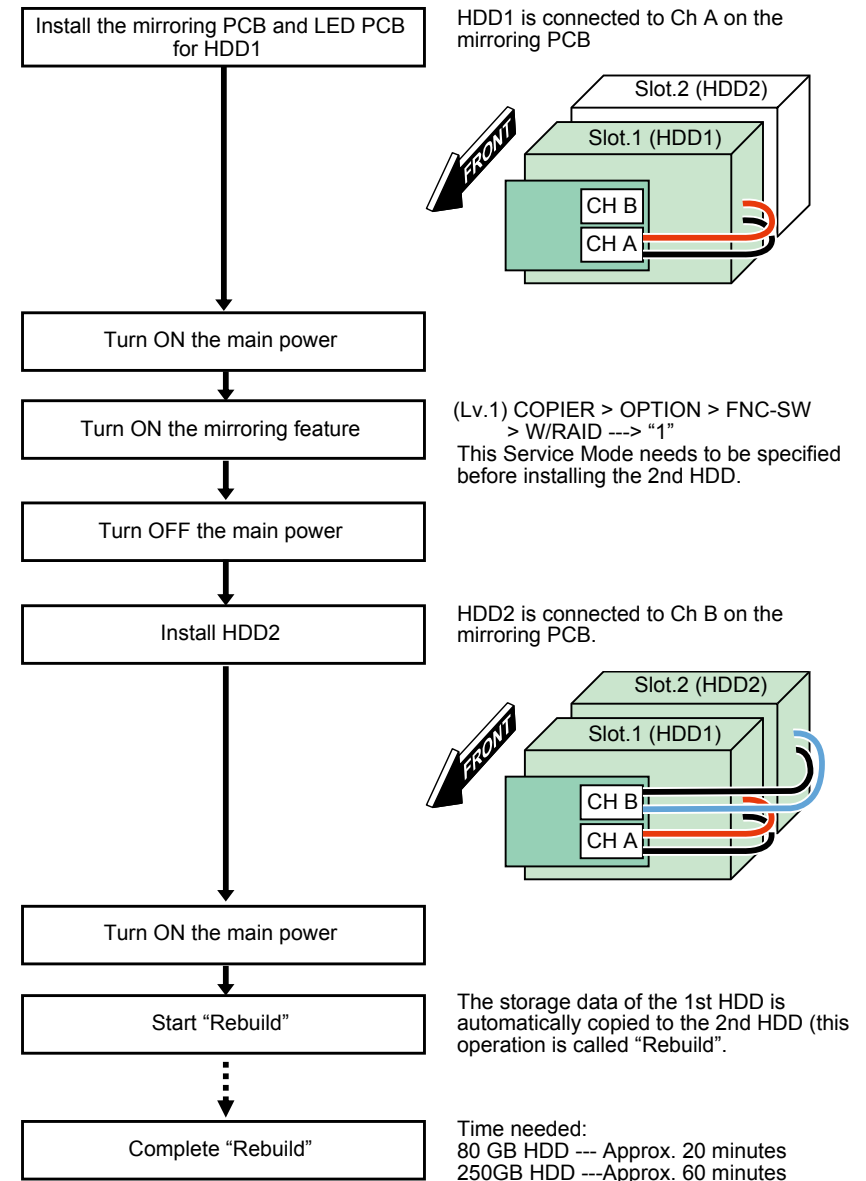 Install the mirroring PCB and LED PCB
for HDD1
HDD1 is connected to Ch A on the
mirroring PCB
Slot.2 (HDD2)
Slot.1 (HDD1)
FRONT
CH B
CH A
Turn ON the main power
Turn ON the mirroring feature
(Lv.1) COPIER > OPTION > FNC-SW
> W/RAID ---> “1”
This Service Mode needs to be specified
before installing the 2nd HDD.
Turn OFF the main power
Install HDD2
HDD2 is connected to Ch B on the
mirroring PCB.
Slot.2 (HDD2)
Slot.1 (HDD1)
FRONT
CH B
CH A
Turn ON the main power
Start “Rebuild”
The storage data of the 1st HDD is
automatically copied to the 2nd HDD (this
operation is called “Rebuild”.
Complete “Rebuild”
Time needed:
80 GB HDD --- Approx. 20 minutes
250GB HDD ---Approx. 60 minutes